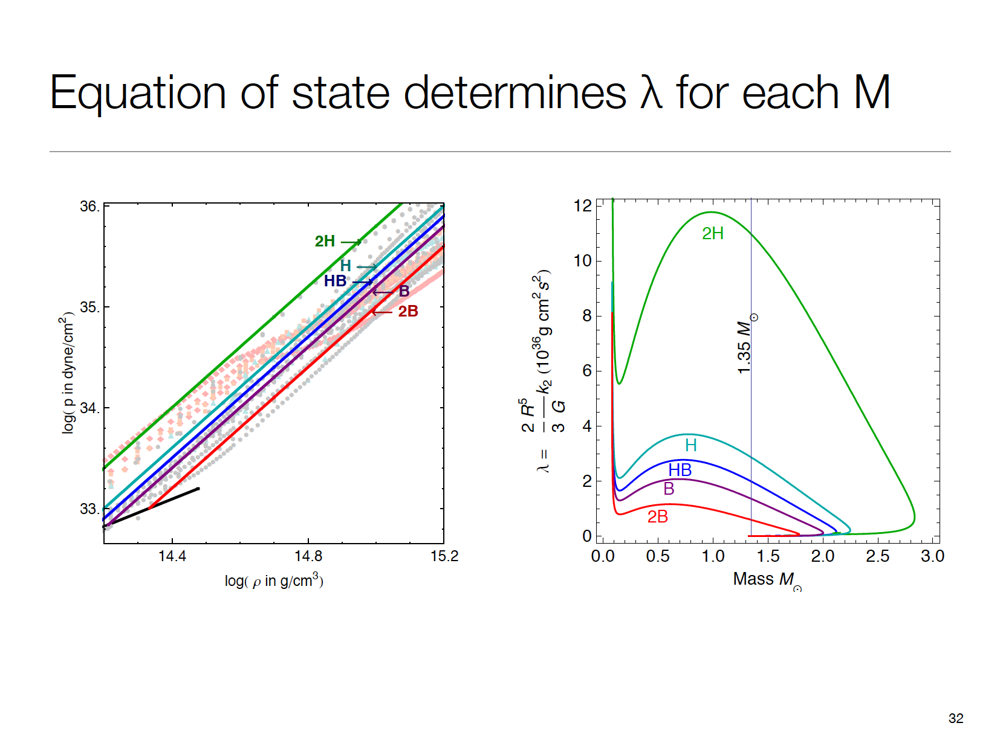 Equation of state determines λ for each M
36.
35.
34.
33.
log( p in dyne/cm²)
2H
H
HB
B
2B
14.4 14.8 15.2
log( ρ in g/cm³)
12
10
8
6
4
2
0
λ = 2/3 R⁵/G k₂ (10³⁶ g cm² s²)
2H
1.35 M⊙
H
HB
B
2B
0.0 0.5 1.0 1.5 2.0 2.5 3.0
Mass M⊙
32